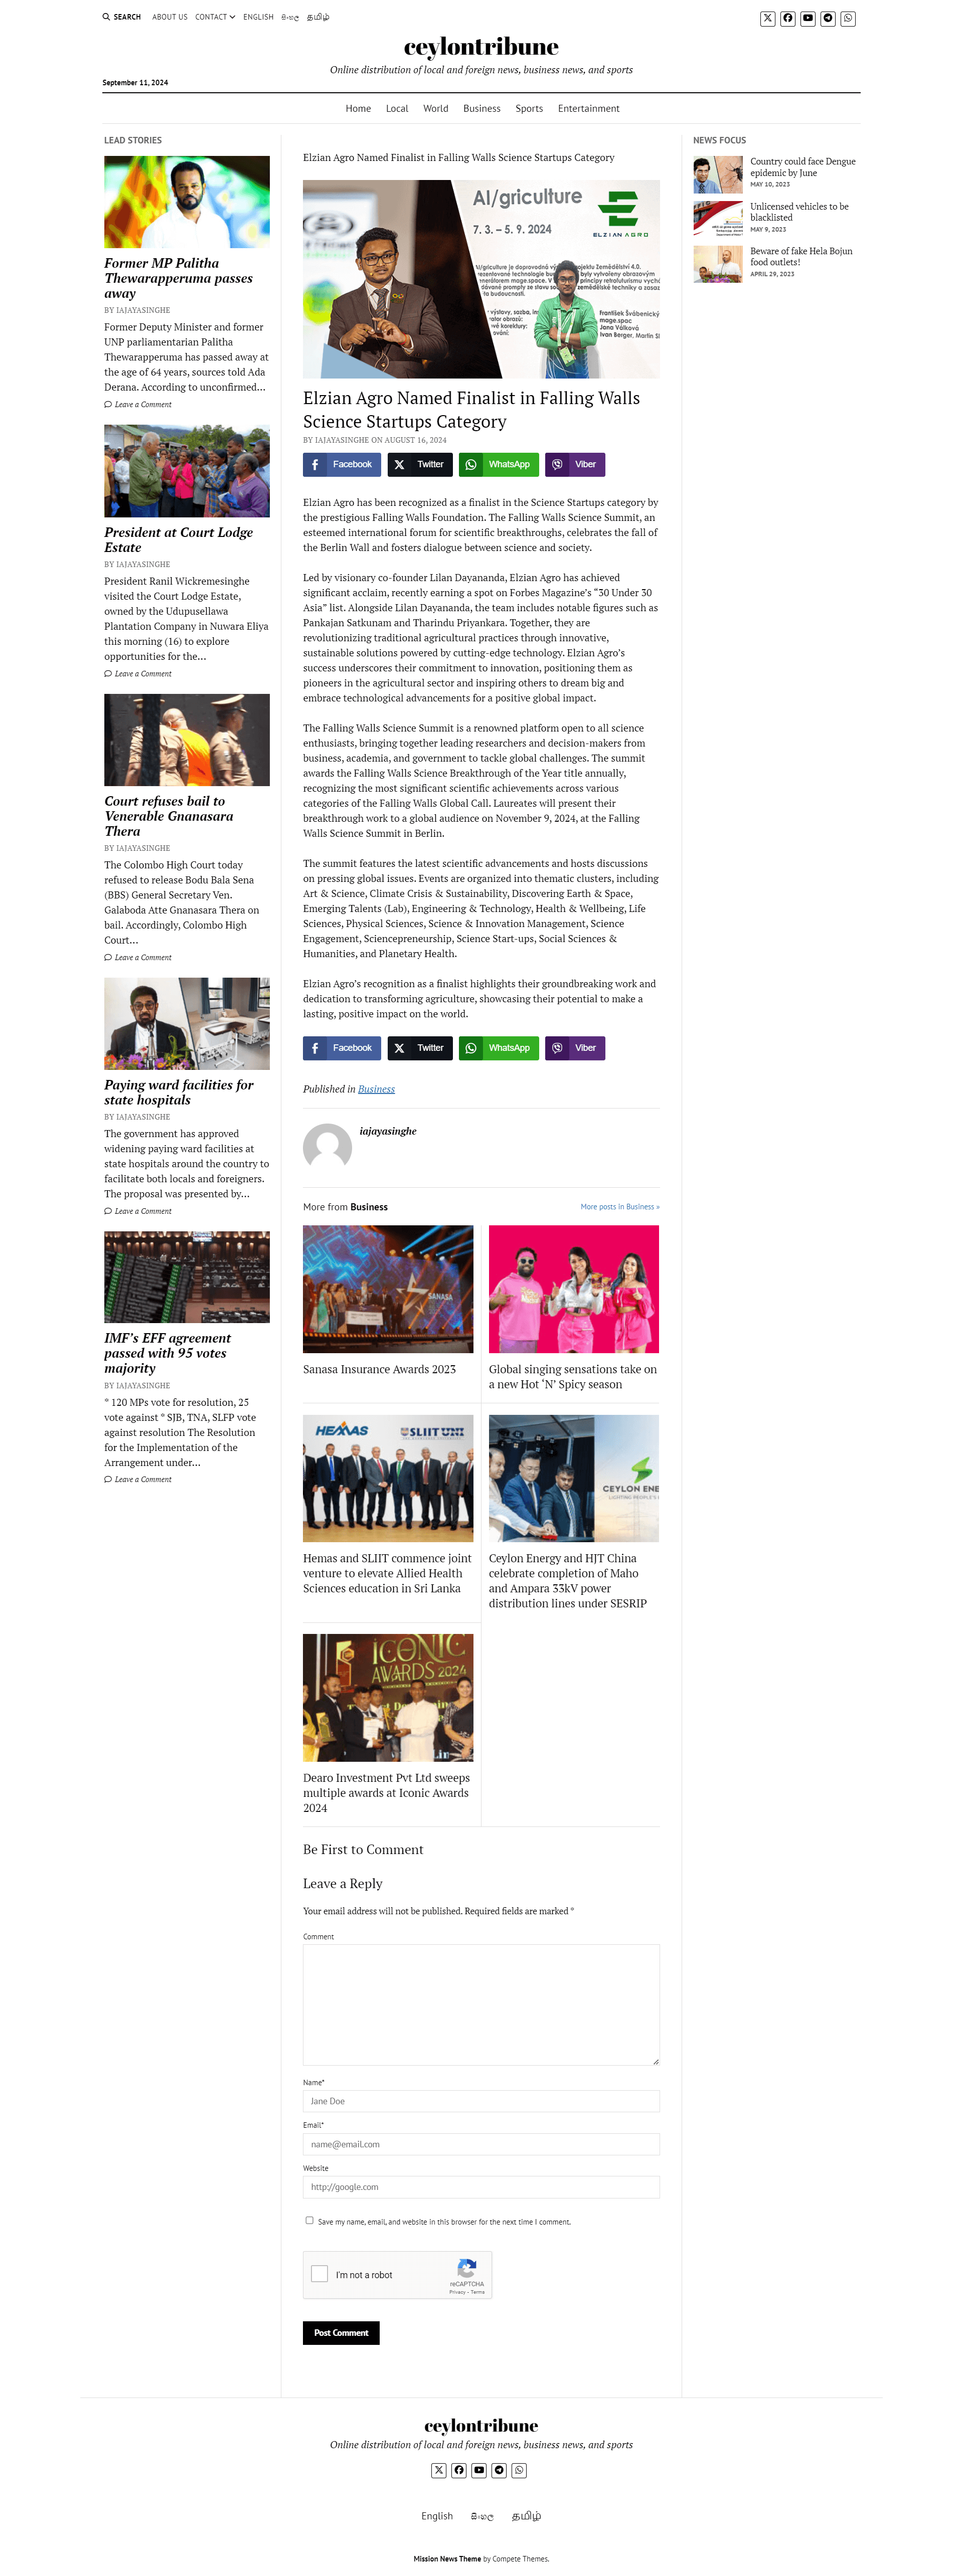 SEARCH ABOUT US CONTACT ENGLISH සිංහල தமிழ்
ceylontribune
Online distribution of local and foreign news, business news, and sports
September 11, 2024
Home Local World Business Sports Entertainment
LEAD STORIES
Former MP Palitha
Thewarapperuma passes
away
BY IAJAYASINGHE
Former Deputy Minister and former
UNP parliamentarian Palitha
Thewarapperuma has passed away at
the age of 64 years, sources told Ada
Derana. According to unconfirmed…
Leave a Comment
President at Court Lodge
Estate
BY IAJAYASINGHE
President Ranil Wickremesinghe
visited the Court Lodge Estate,
owned by the Udupusellawa
Plantation Company in Nuwara Eliya
this morning (16) to explore
opportunities for the…
Leave a Comment
Court refuses bail to
Venerable Gnanasara
Thera
BY IAJAYASINGHE
The Colombo High Court today
refused to release Bodu Bala Sena
(BBS) General Secretary Ven.
Galaboda Atte Gnanasara Thera on
bail. Accordingly, Colombo High
Court…
Leave a Comment
Paying ward facilities for
state hospitals
BY IAJAYASINGHE
The government has approved
widening paying ward facilities at
state hospitals around the country to
facilitate both locals and foreigners.
The proposal was presented by…
Leave a Comment
IMF’s EFF agreement
passed with 95 votes
majority
BY IAJAYASINGHE
* 120 MPs vote for resolution, 25
vote against * SJB, TNA, SLFP vote
against resolution The Resolution
for the Implementation of the
Arrangement under…
Leave a Comment
Elzian Agro Named Finalist in Falling Walls Science Startups Category
AI/griculture
7. 3. – 5. 9. 2024
ELZIAN AGRO
Elzian Agro Named Finalist in Falling Walls
Science Startups Category
BY IAJAYASINGHE ON AUGUST 16, 2024
Facebook Twitter WhatsApp Viber
Elzian Agro has been recognized as a finalist in the Science Startups category by
the prestigious Falling Walls Foundation. The Falling Walls Science Summit, an
esteemed international forum for scientific breakthroughs, celebrates the fall of
the Berlin Wall and fosters dialogue between science and society.
Led by visionary co-founder Lilan Dayananda, Elzian Agro has achieved
significant acclaim, recently earning a spot on Forbes Magazine’s “30 Under 30
Asia” list. Alongside Lilan Dayananda, the team includes notable figures such as
Pankajan Satkunam and Tharindu Priyankara. Together, they are
revolutionizing traditional agricultural practices through innovative,
sustainable solutions powered by cutting-edge technology. Elzian Agro’s
success underscores their commitment to innovation, positioning them as
pioneers in the agricultural sector and inspiring others to dream big and
embrace technological advancements for a positive global impact.
The Falling Walls Science Summit is a renowned platform open to all science
enthusiasts, bringing together leading researchers and decision-makers from
business, academia, and government to tackle global challenges. The summit
awards the Falling Walls Science Breakthrough of the Year title annually,
recognizing the most significant scientific achievements across various
categories of the Falling Walls Global Call. Laureates will present their
breakthrough work to a global audience on November 9, 2024, at the Falling
Walls Science Summit in Berlin.
The summit features the latest scientific advancements and hosts discussions
on pressing global issues. Events are organized into thematic clusters, including
Art & Science, Climate Crisis & Sustainability, Discovering Earth & Space,
Emerging Talents (Lab), Engineering & Technology, Health & Wellbeing, Life
Sciences, Physical Sciences, Science & Innovation Management, Science
Engagement, Sciencepreneurship, Science Start-ups, Social Sciences &
Humanities, and Planetary Health.
Elzian Agro’s recognition as a finalist highlights their groundbreaking work and
dedication to transforming agriculture, showcasing their potential to make a
lasting, positive impact on the world.
Facebook Twitter WhatsApp Viber
Published in Business
iajayasinghe
More from Business
More posts in Business »
SANASA
Sanasa Insurance Awards 2023
Global singing sensations take on
a new Hot ‘N’ Spicy season
HEMAS
SLIIT UNI
Hemas and SLIIT commence joint
venture to elevate Allied Health
Sciences education in Sri Lanka
CEYLON ENE
Ceylon Energy and HJT China
celebrate completion of Maho
and Ampara 33kV power
distribution lines under SESRIP
ICONIC
AWARDS 2024
Dearo Investment Pvt Ltd sweeps
multiple awards at Iconic Awards
2024
Be First to Comment
Leave a Reply
Your email address will not be published. Required fields are marked *
Comment
Name*
Jane Doe
Email*
name@email.com
Website
http://google.com
Save my name, email, and website in this browser for the next time I comment.
I'm not a robot
reCAPTCHA
Privacy - Terms
Post Comment
NEWS FOCUS
Country could face Dengue
epidemic by June
MAY 10, 2023
Unlicensed vehicles to be
blacklisted
MAY 9, 2023
Beware of fake Hela Bojun
food outlets!
APRIL 29, 2023
ceylontribune
Online distribution of local and foreign news, business news, and sports
English සිංහල தமிழ்
Mission News Theme by Compete Themes.